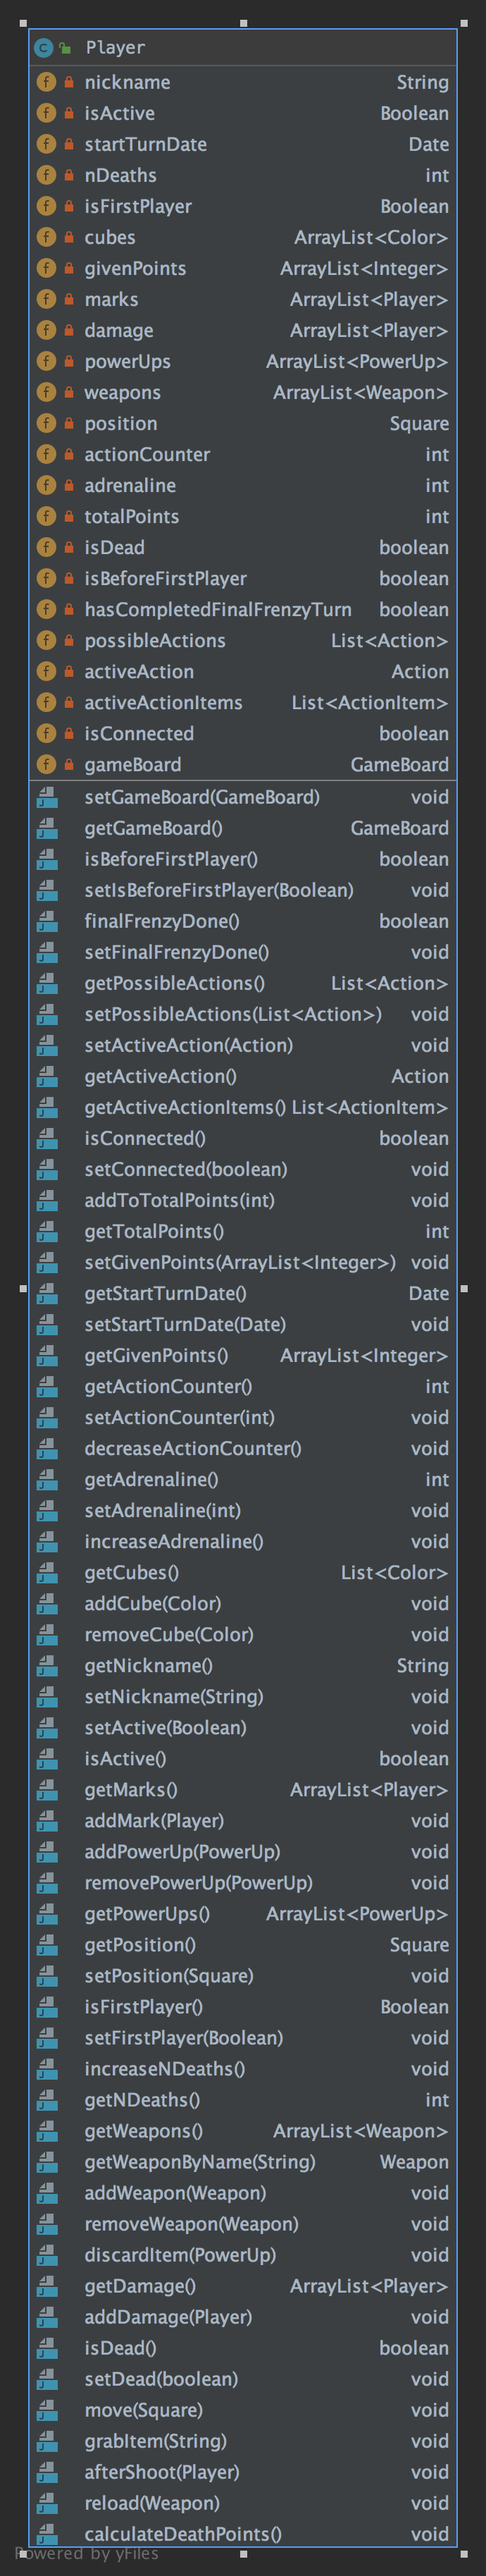 Player
nickname String
isActive Boolean
startTurnDate Date
nDeaths int
isFirstPlayer Boolean
cubes ArrayList<Color>
givenPoints ArrayList<Integer>
marks ArrayList<Player>
damage ArrayList<Player>
powerUps ArrayList<PowerUp>
weapons ArrayList<Weapon>
position Square
actionCounter int
adrenaline int
totalPoints int
isDead boolean
isBeforeFirstPlayer boolean
hasCompletedFinalFrenzyTurn boolean
possibleActions List<Action>
activeAction Action
activeActionItems List<ActionItem>
isConnected boolean
gameBoard GameBoard
setGameBoard(GameBoard) void
getGameBoard() GameBoard
isBeforeFirstPlayer() boolean
setIsBeforeFirstPlayer(Boolean) void
finalFrenzyDone() boolean
setFinalFrenzyDone() void
getPossibleActions() List<Action>
setPossibleActions(List<Action>) void
setActiveAction(Action) void
getActiveAction() Action
getActiveActionItems() List<ActionItem>
isConnected() boolean
setConnected(boolean) void
addToTotalPoints(int) void
getTotalPoints() int
setGivenPoints(ArrayList<Integer>) void
getStartTurnDate() Date
setStartTurnDate(Date) void
getGivenPoints() ArrayList<Integer>
getActionCounter() int
setActionCounter(int) void
decreaseActionCounter() void
getAdrenaline() int
setAdrenaline(int) void
increaseAdrenaline() void
getCubes() List<Color>
addCube(Color) void
removeCube(Color) void
getNickname() String
setNickname(String) void
setActive(Boolean) void
isActive() boolean
getMarks() ArrayList<Player>
addMark(Player) void
addPowerUp(PowerUp) void
removePowerUp(PowerUp) void
getPowerUps() ArrayList<PowerUp>
getPosition() Square
setPosition(Square) void
isFirstPlayer() Boolean
setFirstPlayer(Boolean) void
increaseNDeaths() void
getNDeaths() int
getWeapons() ArrayList<Weapon>
getWeaponByName(String) Weapon
addWeapon(Weapon) void
removeWeapon(Weapon) void
discardItem(PowerUp) void
getDamage() ArrayList<Player>
addDamage(Player) void
isDead() boolean
setDead(boolean) void
move(Square) void
grabItem(String) void
afterShoot(Player) void
reload(Weapon) void
calculateDeathPoints() void
Powered by yFiles